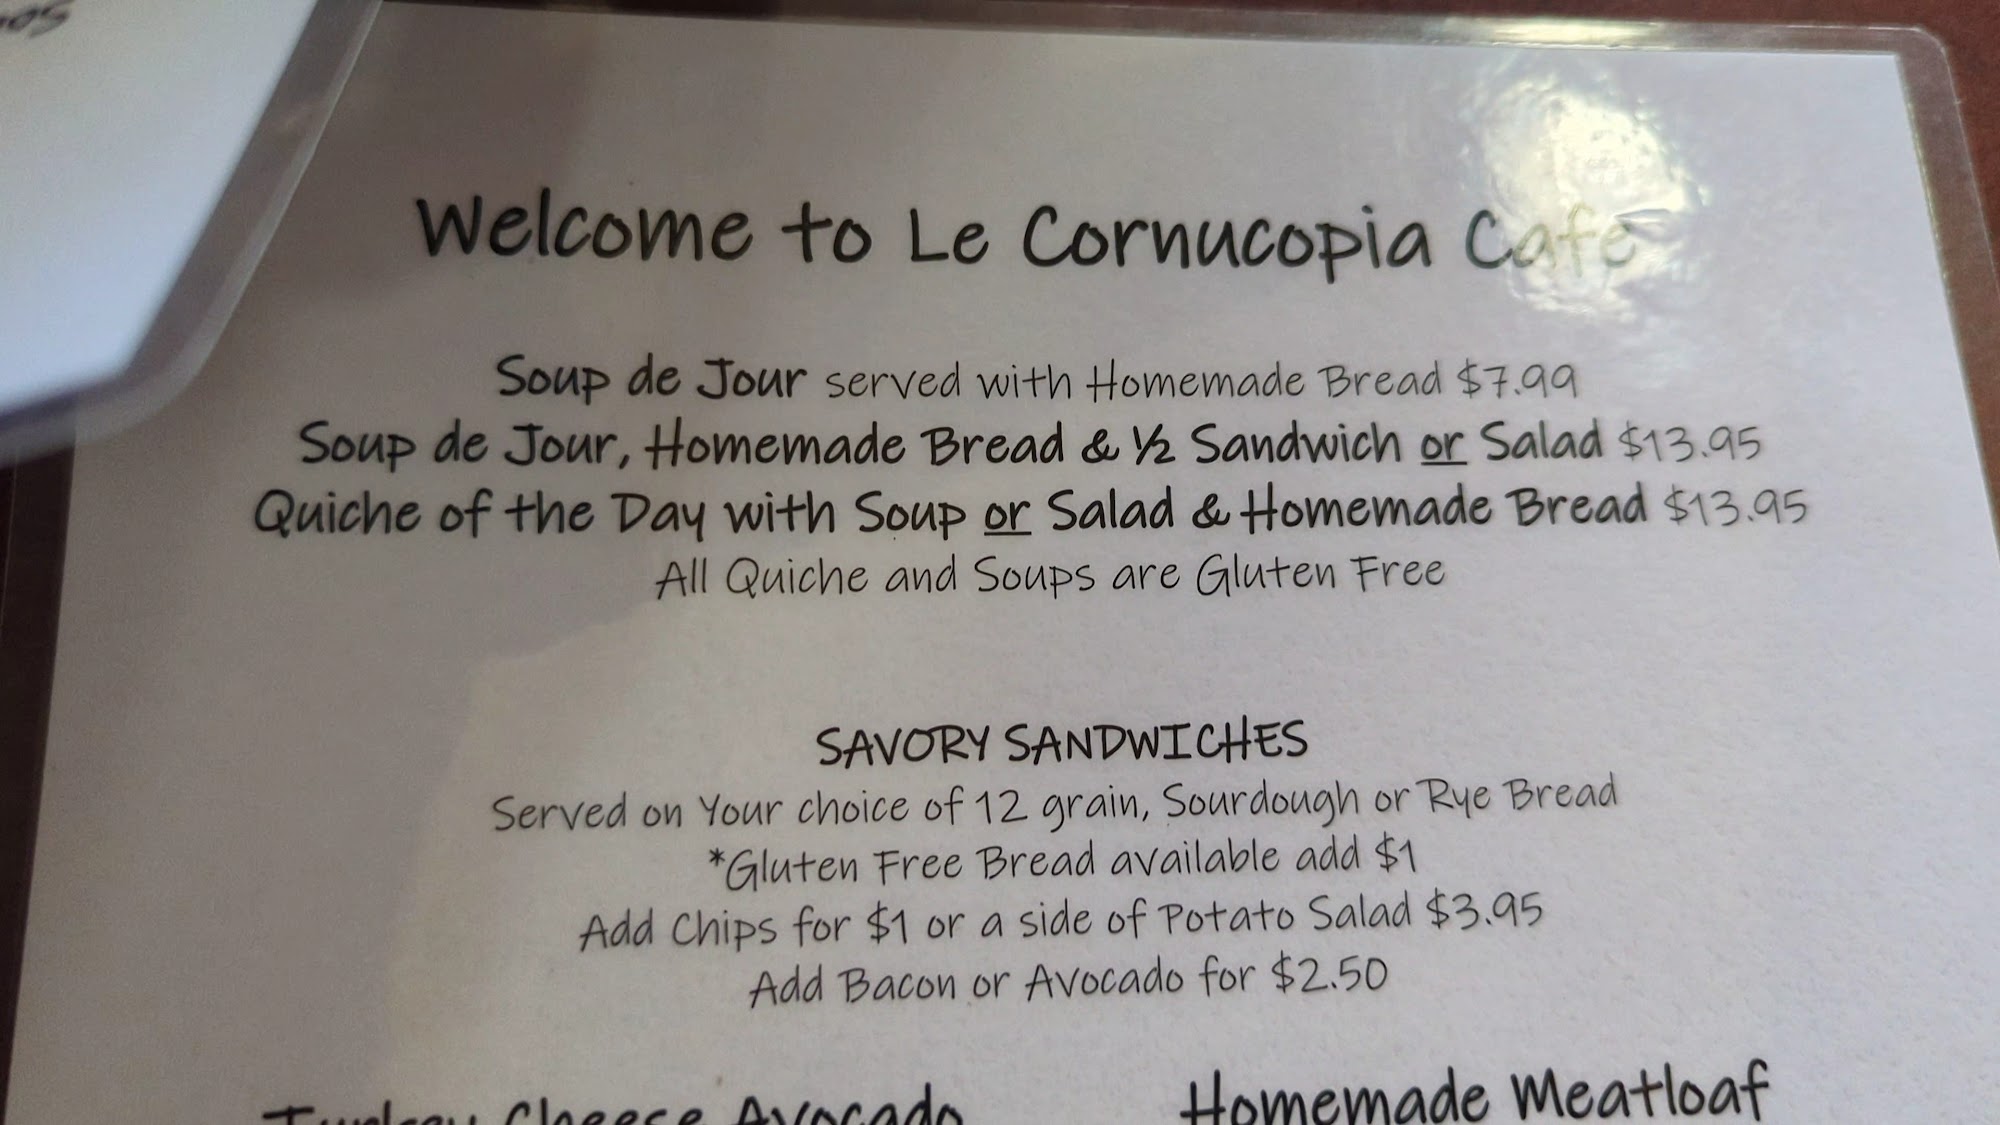 Welcome to Le Cornucopia Cafe
Soup de Jour served with Homemade Bread $7.99
Soup de Jour, Homemade Bread & ½ Sandwich or Salad $13.95
Quiche of the Day with Soup or Salad & Homemade Bread $13.95
All Quiche and Soups are Gluten Free
SAVORY SANDWICHES
Served on Your choice of 12 grain, Sourdough or Rye Bread
*Gluten Free Bread available add $1
Add Chips for $1 or a side of Potato Salad $3.95
Add Bacon or Avocado for $2.50
Turkey Cheese Avocado
Homemade Meatloaf